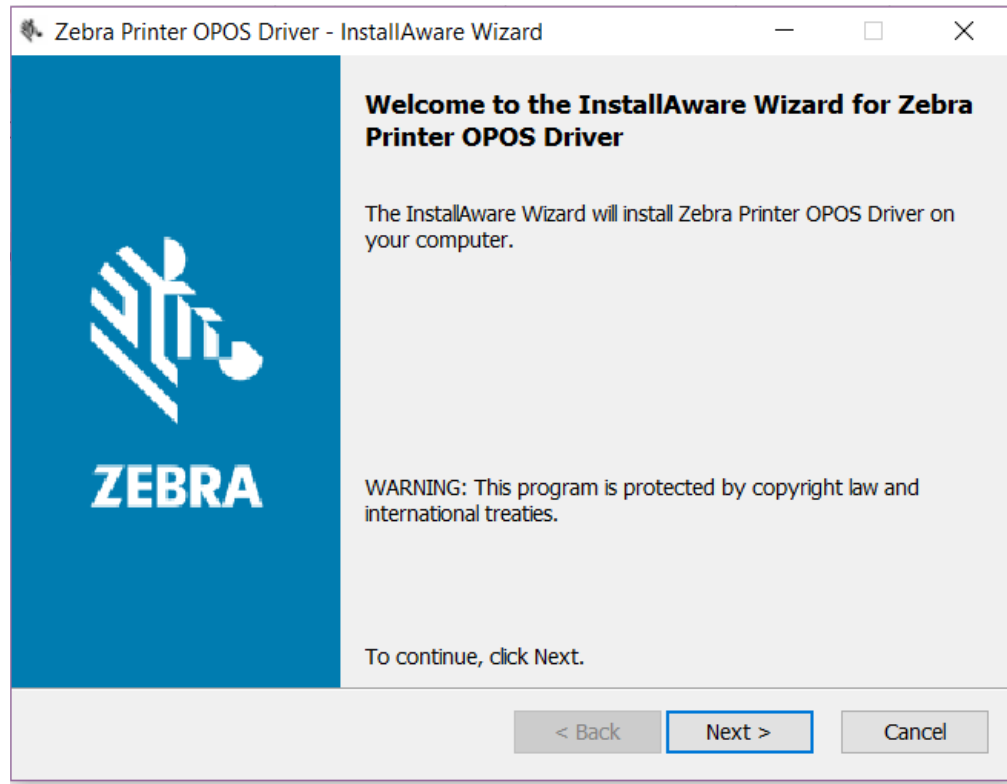 Zebra Printer OPOS Driver - InstallAware Wizard
Welcome to the InstallAware Wizard for Zebra
Printer OPOS Driver
The InstallAware Wizard will install Zebra Printer OPOS Driver on
your computer.
ZEBRA
WARNING: This program is protected by copyright law and
international treaties.
To continue, click Next.
< Back
Next >
Cancel